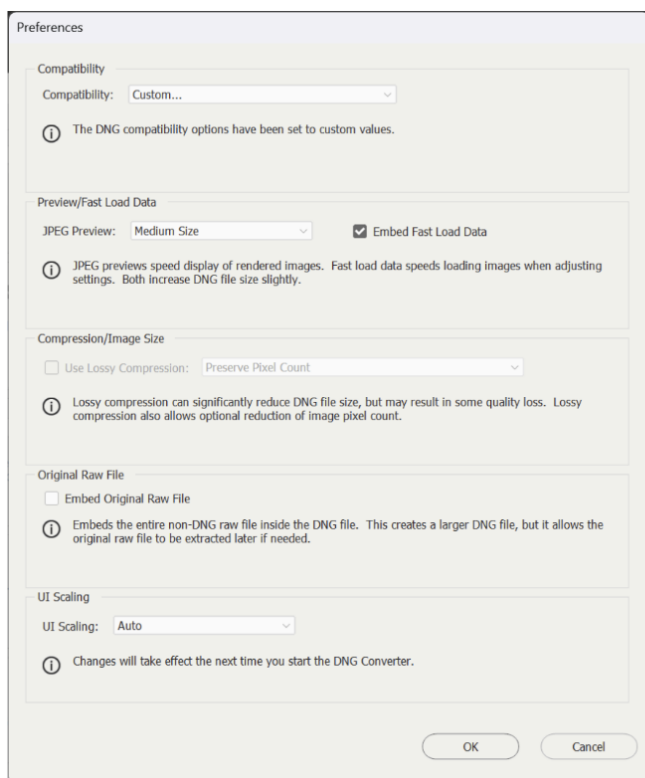 Preferences
Compatibility
Compatibility: Custom...
The DNG compatibility options have been set to custom values.
Preview/Fast Load Data
JPEG Preview: Medium Size Embed Fast Load Data
JPEG previews speed display of rendered images. Fast load data speeds loading images when adjusting
settings. Both increase DNG file size slightly.
Compression/Image Size
Use Lossy Compression: Preserve Pixel Count
Lossy compression can significantly reduce DNG file size, but may result in some quality loss. Lossy
compression also allows optional reduction of image pixel count.
Original Raw File
Embed Original Raw File
Embeds the entire non-DNG raw file inside the DNG file. This creates a larger DNG file, but it allows the
original raw file to be extracted later if needed.
UI Scaling
UI Scaling: Auto
Changes will take effect the next time you start the DNG Converter.
OK Cancel